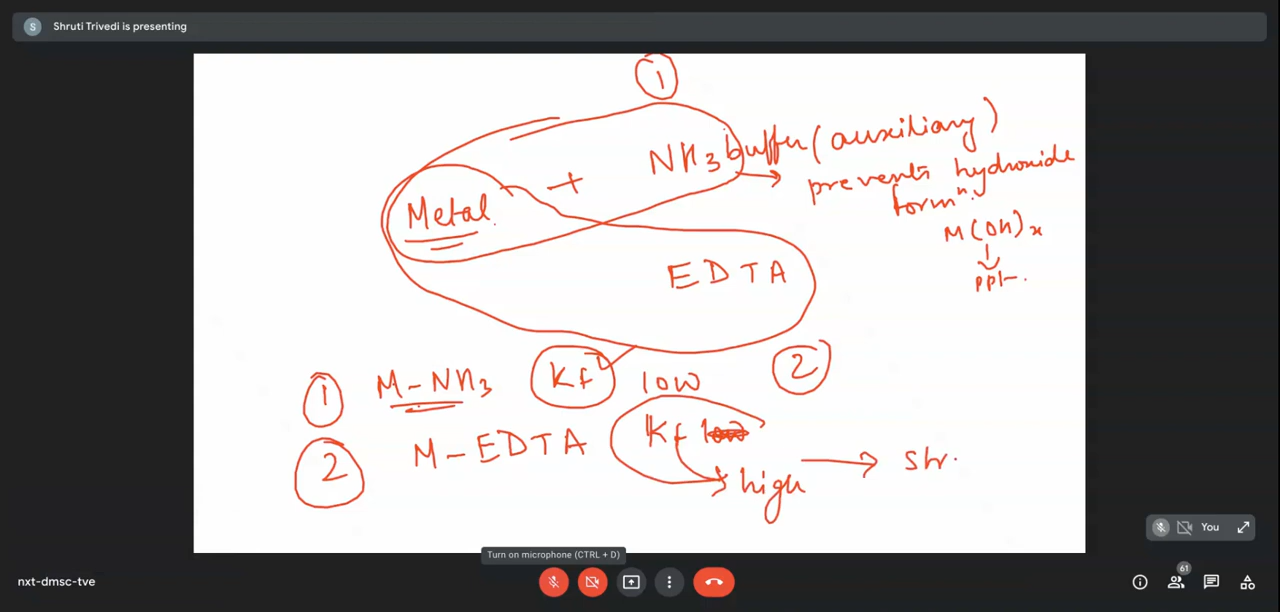 S Shruti Trivedi is presenting
1
Metal + NH3 buffer (auxiliary)
prevents hydroxide
formⁿ.
M(OH)x
ppt.
EDTA
2
1 M-NH3 Kf low
2 M-EDTA Kf low
high → str.
You
Turn on microphone (CTRL + D)
nxt-dmsc-tve
61